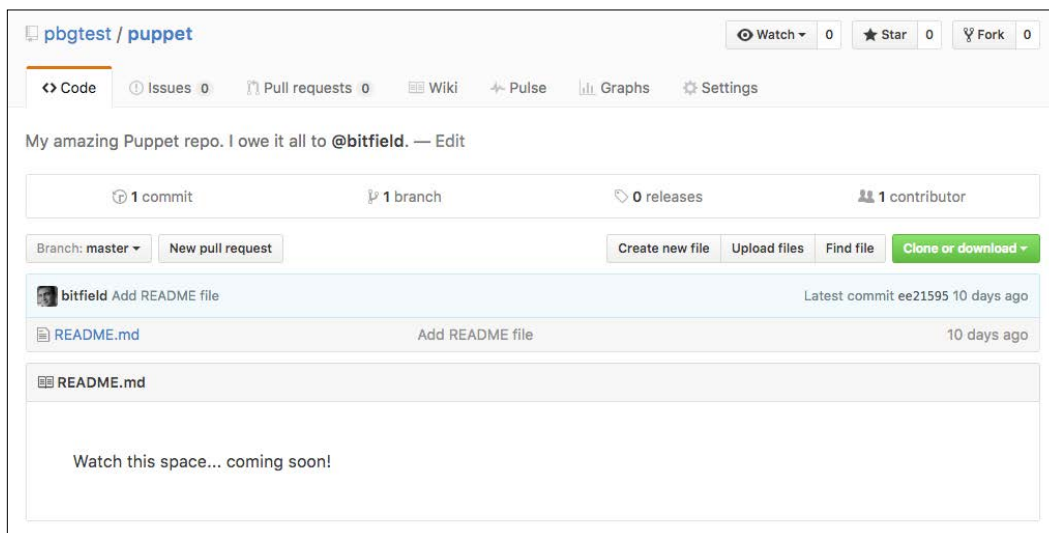 pbgtest / puppet
Watch 0 Star 0 Fork 0
Code Issues 0 Pull requests 0 Wiki Pulse Graphs Settings
My amazing Puppet repo. I owe it all to @bitfield. — Edit
1 commit 1 branch 0 releases 1 contributor
Branch: master New pull request Create new file Upload files Find file Clone or download
bitfield Add README file Latest commit ee21595 10 days ago
README.md Add README file 10 days ago
README.md
Watch this space... coming soon!